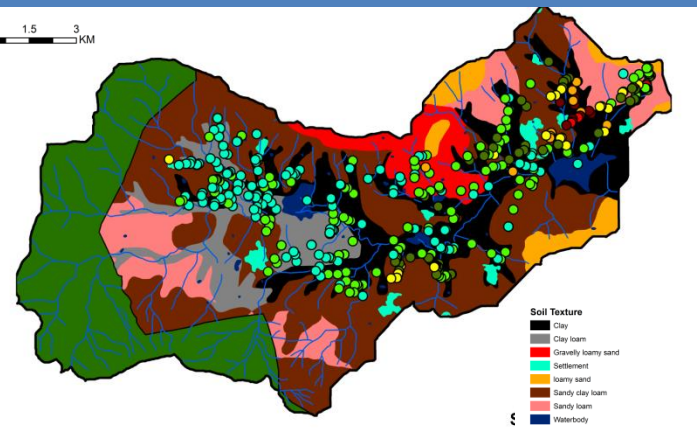 1.5 3
KM
Soil Texture
Clay
Clay loam
Gravelly loamy sand
Settlement
loamy sand
Sandy clay loam
Sandy loam
Waterbody